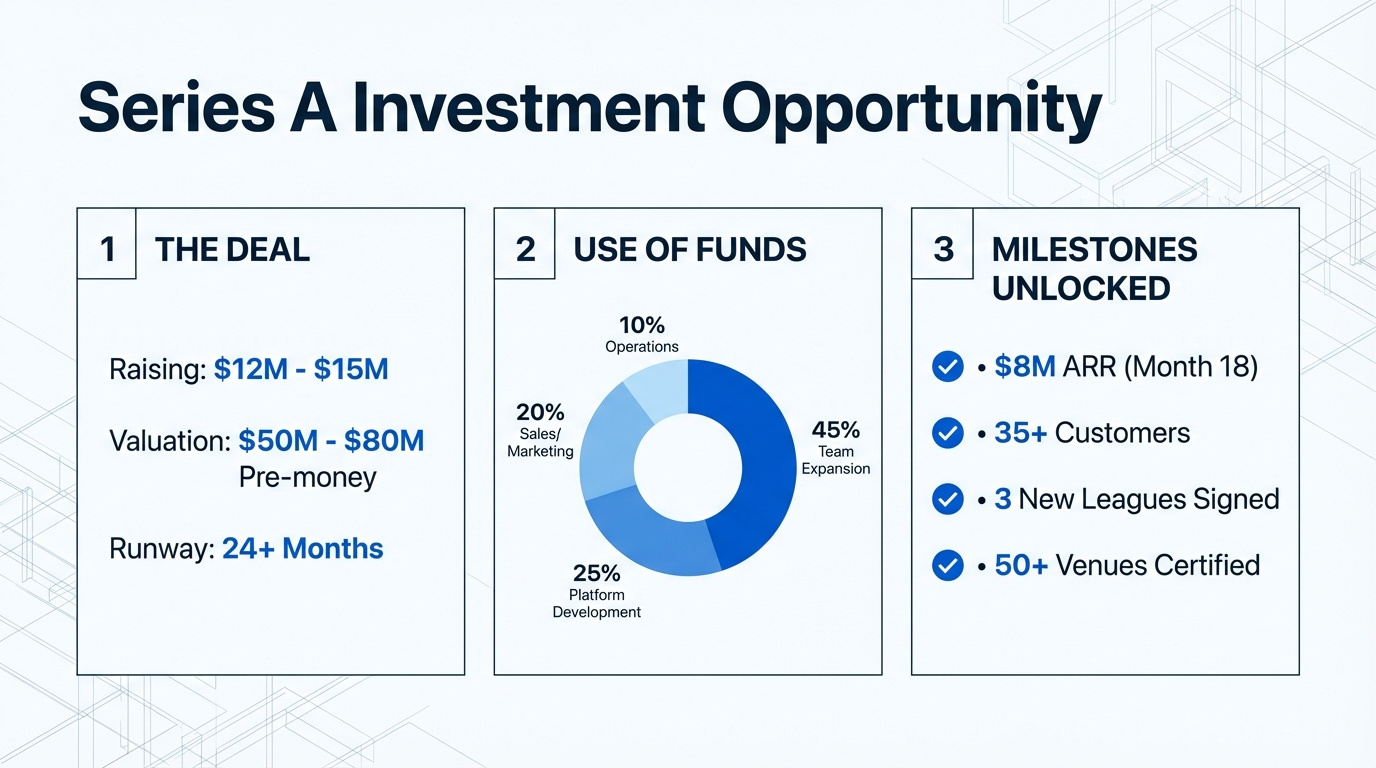 Series A Investment Opportunity
1 THE DEAL
Raising: $12M - $15M
Valuation: $50M - $80M
Pre-money
Runway: 24+ Months
2 USE OF FUNDS
10%
Operations
20%
Sales/
Marketing
45%
Team
Expansion
25%
Platform
Development
3 MILESTONES
UNLOCKED
• $8M ARR (Month 18)
• 35+ Customers
• 3 New Leagues Signed
• 50+ Venues Certified